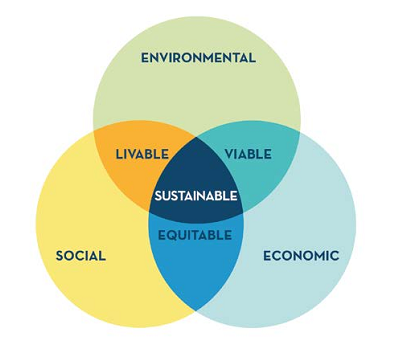 ENVIRONMENTAL
LIVABLE
VIABLE
SUSTAINABLE
EQUITABLE
SOCIAL
ECONOMIC